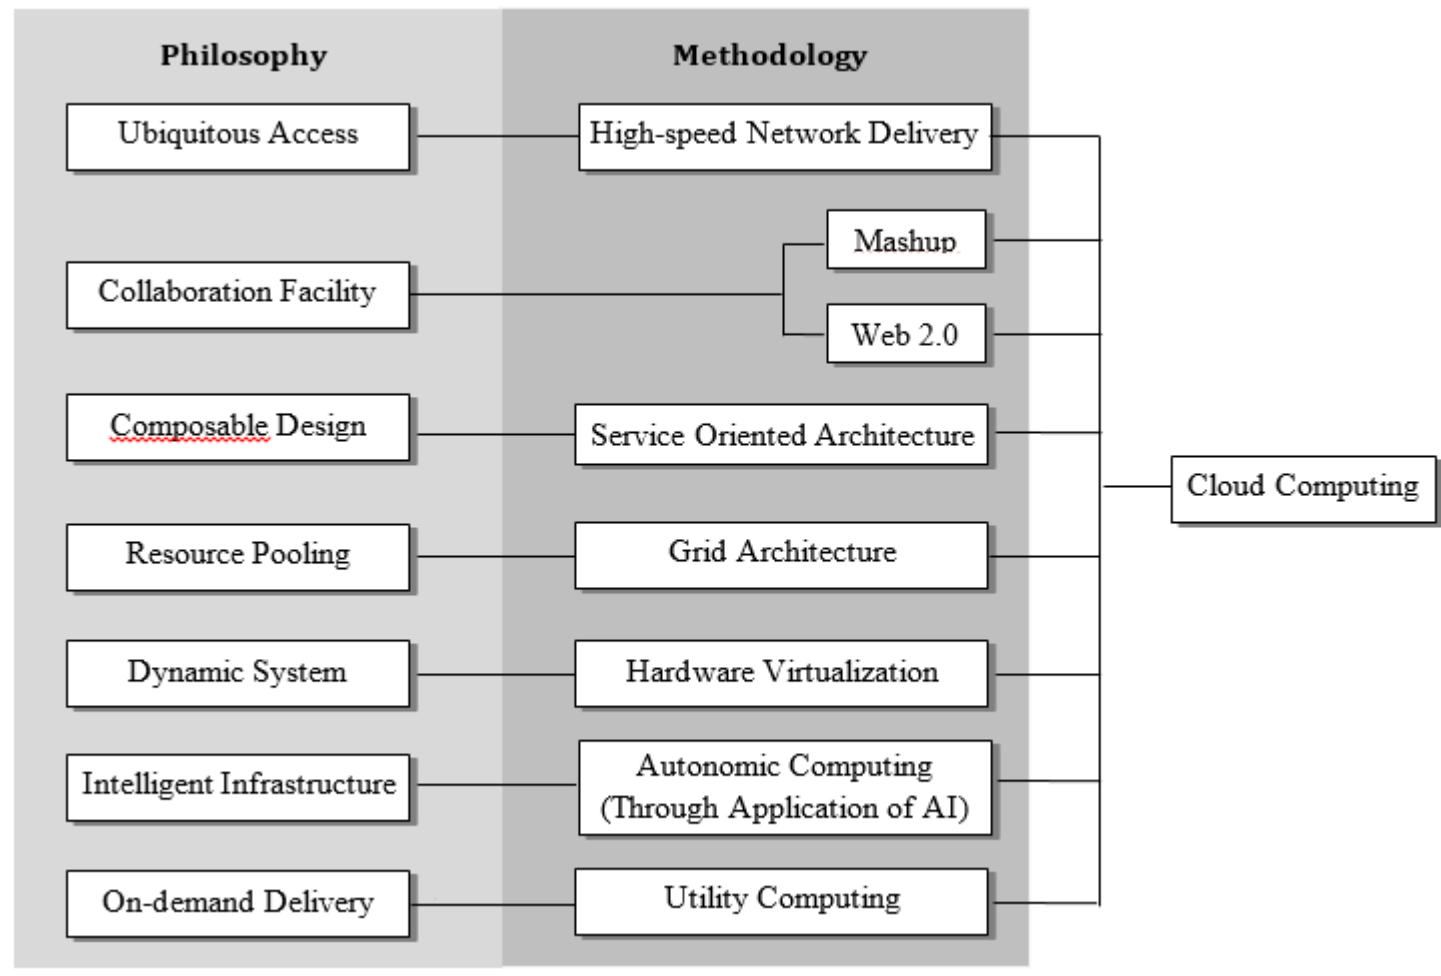 Philosophy
Methodology
Ubiquitous Access
High-speed Network Delivery
Mashup
Collaboration Facility
Web 2.0
Composable Design
Service Oriented Architecture
Cloud Computing
Resource Pooling
Grid Architecture
Dynamic System
Hardware Virtualization
Intelligent Infrastructure
Autonomic Computing
(Through Application of AI)
On-demand Delivery
Utility Computing